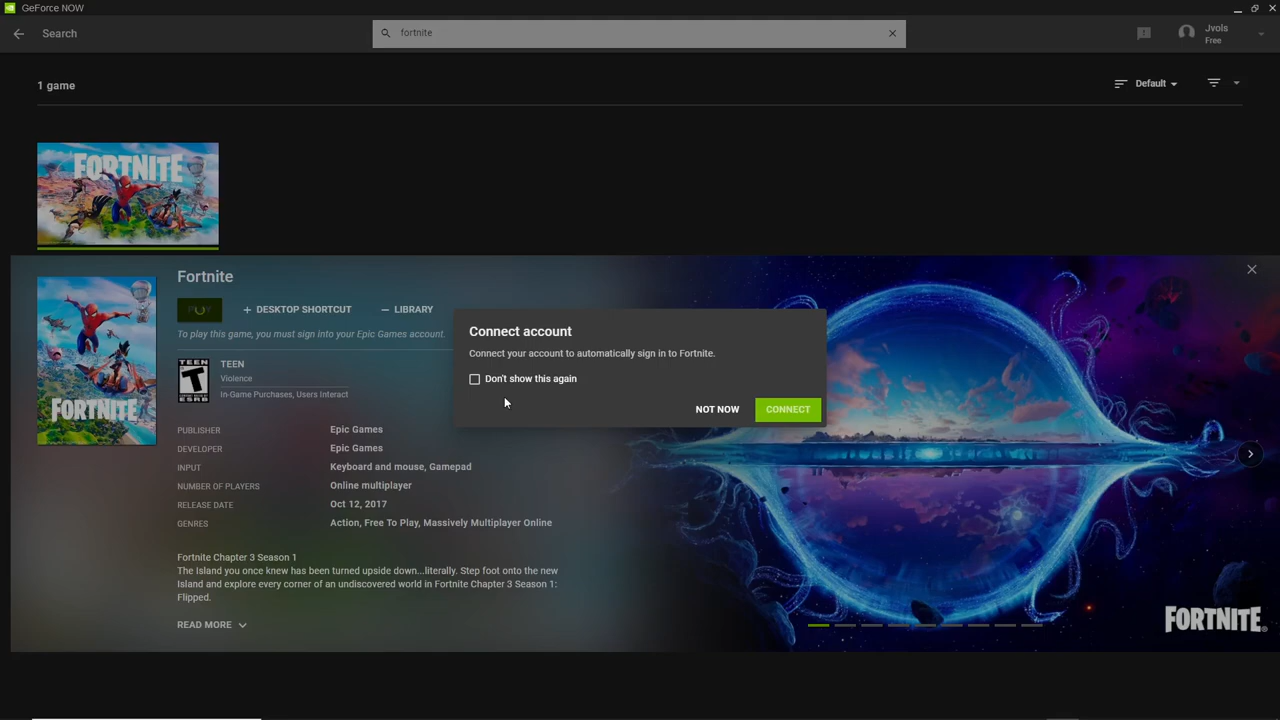 GeForce NOW
Search
fortnite
Jvols
Free
1 game
Default
FORTNITE
Fortnite
+ DESKTOP SHORTCUT
− LIBRARY
To play this game, you must sign into your Epic Games account.
TEEN
Violence
In-Game Purchases, Users Interact
TEEN
T
ESRB
FORTNITE
PUBLISHER Epic Games
DEVELOPER Epic Games
INPUT Keyboard and mouse, Gamepad
NUMBER OF PLAYERS Online multiplayer
RELEASE DATE Oct 12, 2017
GENRES Action, Free To Play, Massively Multiplayer Online
Fortnite Chapter 3 Season 1
The Island you once knew has been turned upside down...literally. Step foot onto the new
Island and explore every corner of an undiscovered world in Fortnite Chapter 3 Season 1:
Flipped.
READ MORE
Connect account
Connect your account to automatically sign in to Fortnite.
Don't show this again
NOT NOW
CONNECT
FORTNITE